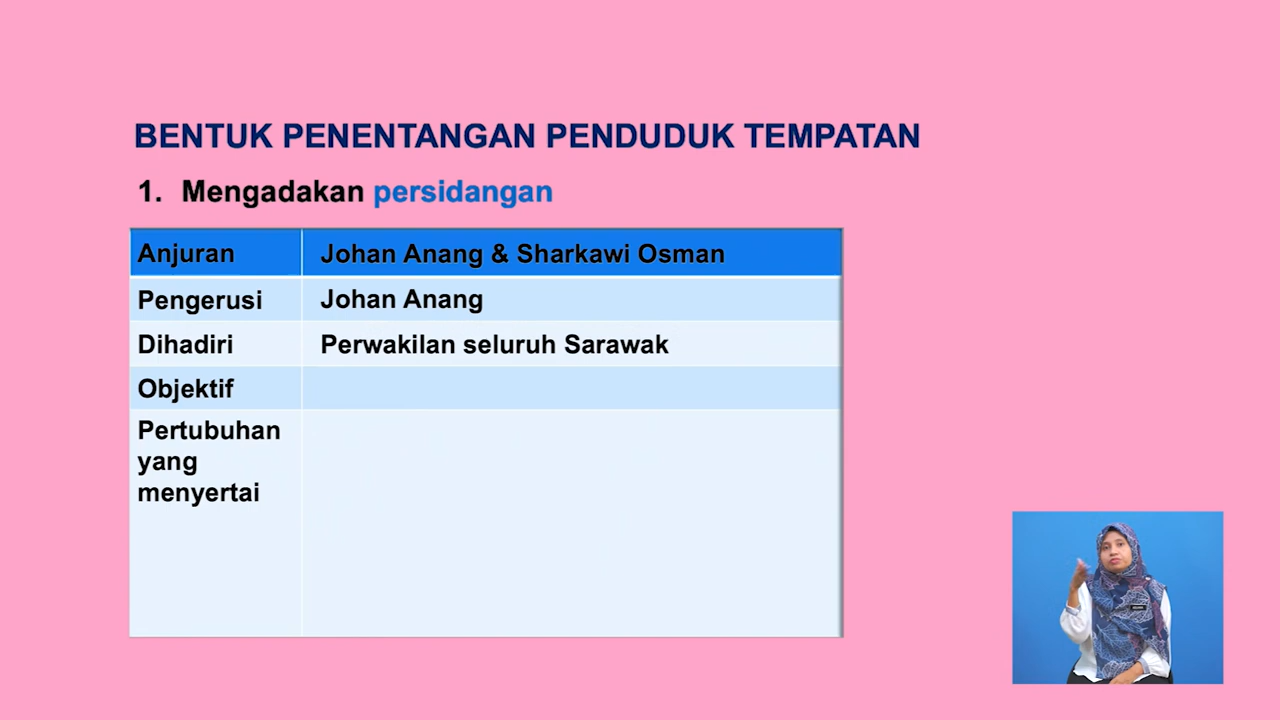 BENTUK PENENTANGAN PENDUDUK TEMPATAN
1. Mengadakan persidangan
Anjuran Johan Anang & Sharkawi Osman
Pengerusi Johan Anang
Dihadiri Perwakilan seluruh Sarawak
Objektif
Pertubuhan
yang
menyertai